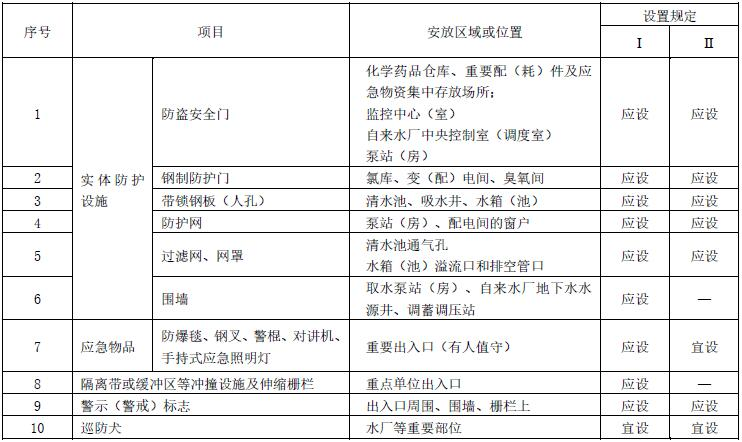 序号 项目 安放区域或位置 设置规定
Ⅰ Ⅱ
1 实体防护设施 防盗安全门 化学药品仓库、重要配（耗）件及应
急物资集中存放场所；
监控中心（室）
自来水厂中央控制室（调度室）
泵站（房） 应设 应设
2 钢制防护门 氯库、变（配）电间、臭氧间 应设 应设
3 带锁钢板（人孔） 清水池、吸水井、水箱（池） 应设 应设
4 防护网 泵站（房）、配电间的窗户 应设 应设
5 过滤网、网罩 清水池通气孔
水箱（池）溢流口和排空管口 应设 应设
6 围墙 取水泵站（房）、自来水厂地下水水
源井、调蓄调压站 应设 —
7 应急物品 防爆毯、钢叉、警棍、对讲机、
手持式应急照明灯 重要出入口（有人值守） 应设 宜设
8 隔离带或缓冲区等冲撞设施及伸缩栅栏 重点单位出入口 应设 —
9 警示（警戒）标志 出入口周围、围墙、栅栏上 应设 应设
10 巡防犬 水厂等重要部位 宜设 宜设